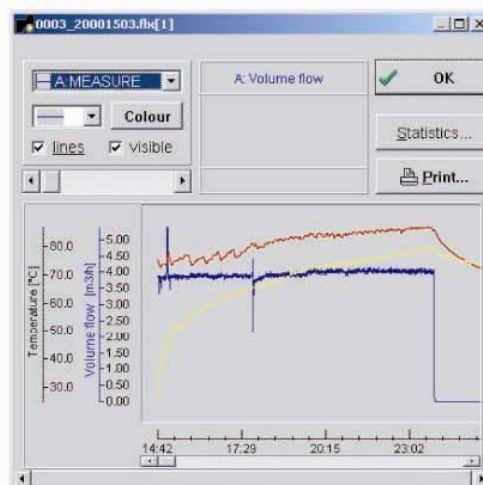 0003_20001503.flx[1]
A:MEASURE
A: Volume flow
OK
Colour
Statistics...
lines
visible
Print...
Temperature [°C]
80.0
70.0
60.0
50.0
40.0
30.0
Volume flow [m3/h]
5.00
4.50
4.00
3.50
3.00
2.50
2.00
1.50
1.00
0.50
0.00
14:42
17:29
20:15
23:02